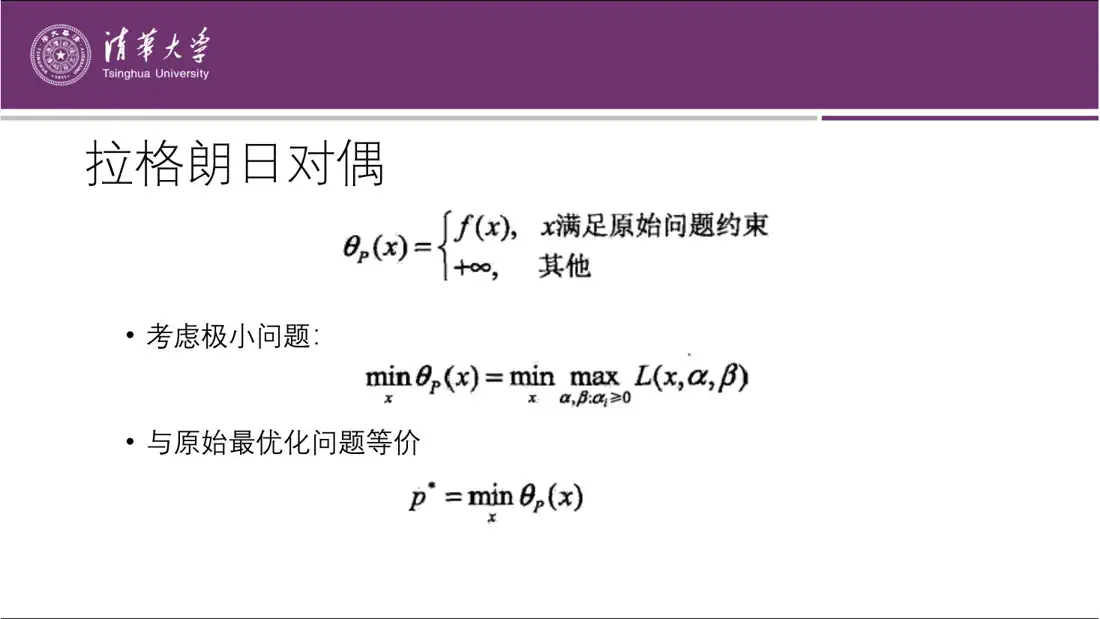 清华大学
Tsinghua University
拉格朗日对偶
θ_P(x) = { f(x), x满足原始问题约束
+∞, 其他
• 考虑极小问题:
min_x θ_P(x) = min_x max_{α,β:α_i≥0} L(x,α,β)
• 与原始最优化问题等价
p* = min_x θ_P(x)